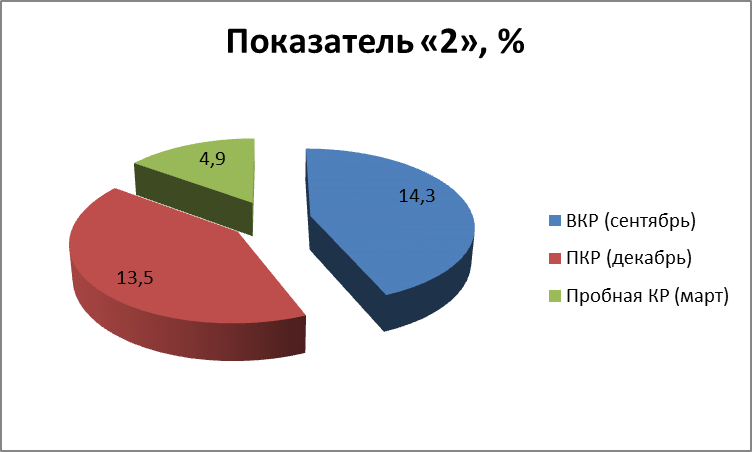 Показатель «2», %
4,9
14,3
13,5
ВКР (сентябрь)
ПКР (декабрь)
Пробная КР (март)